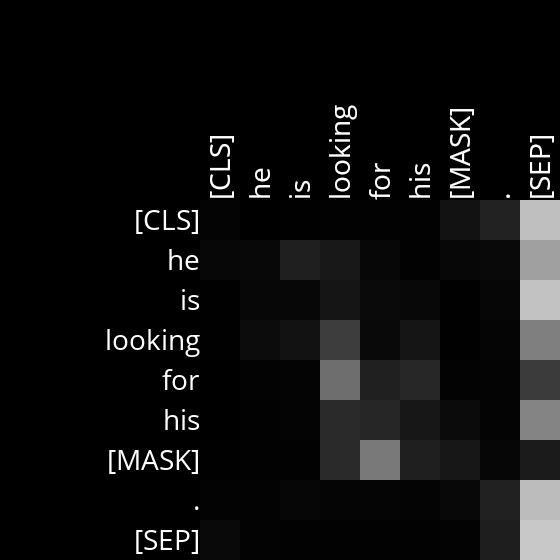 [CLS] he is looking for his [MASK] . [SEP]
[CLS]
he
is
looking
for
his
[MASK]
.
[SEP]